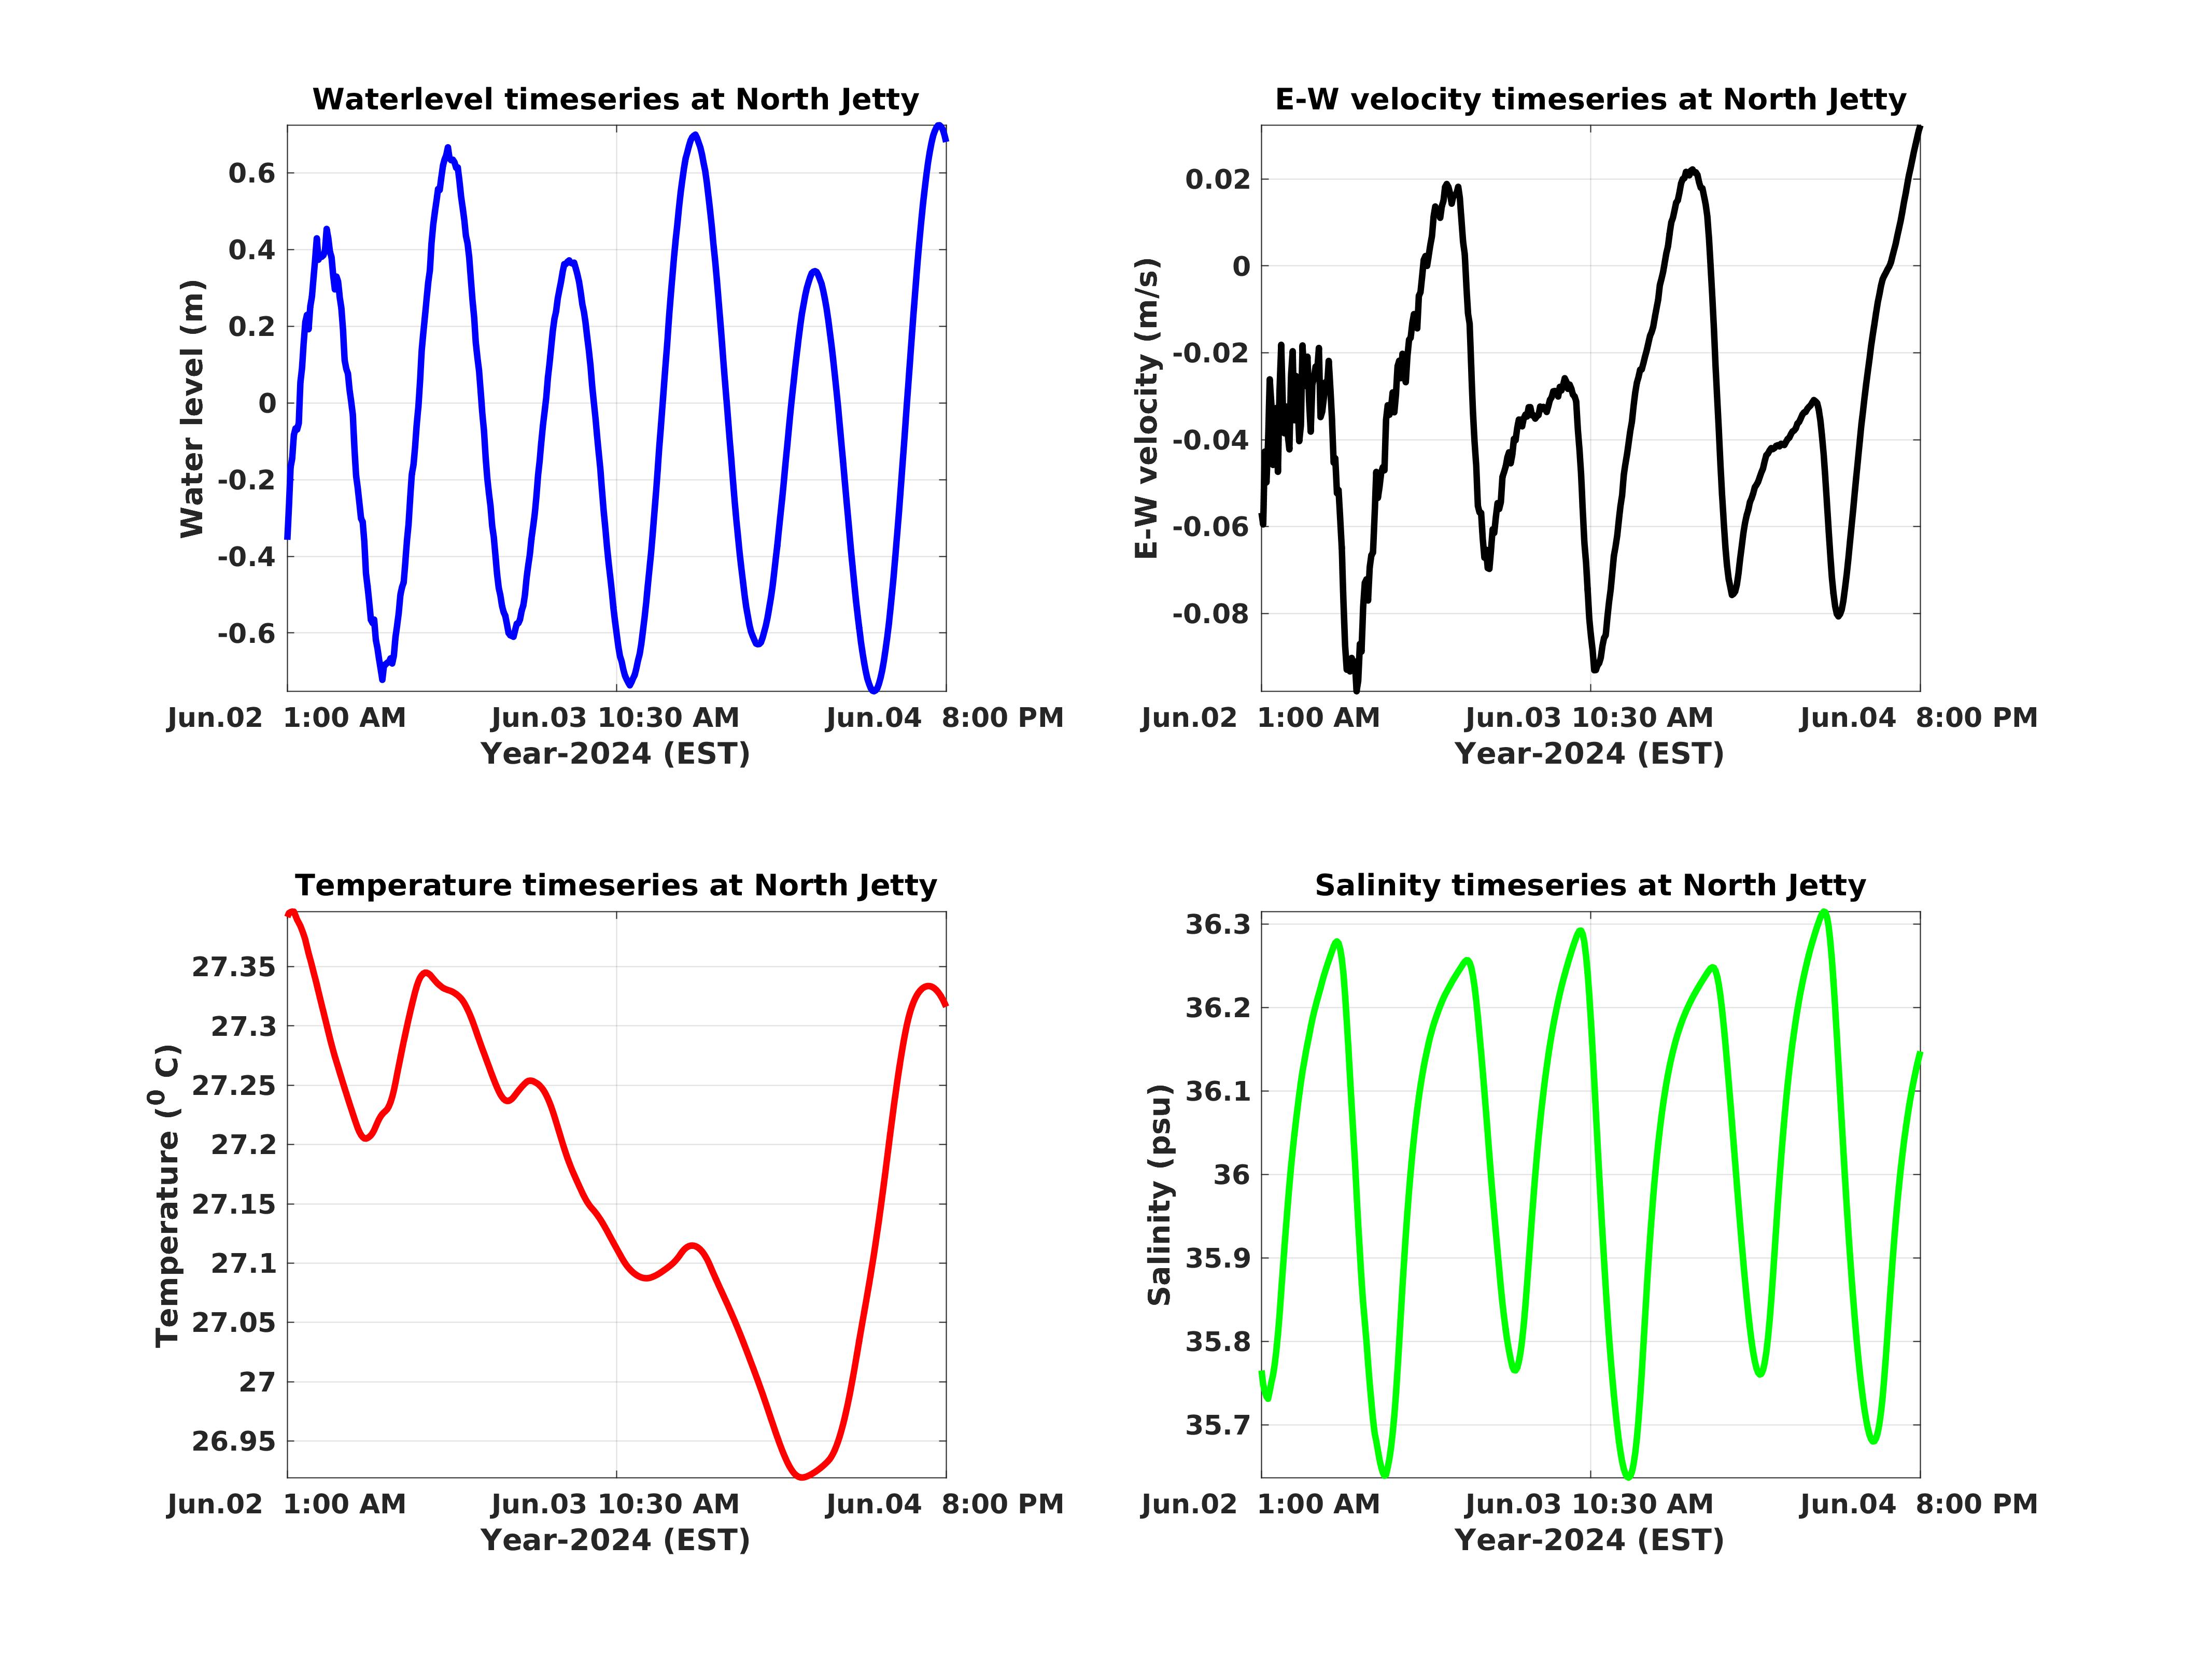 Waterlevel timeseries at North Jetty
0.6
0.4
0.2
0
-0.2
-0.4
-0.6
Water level (m)
Jun.02 1:00 AM Jun.03 10:30 AM Jun.04 8:00 PM
Year-2024 (EST)
E-W velocity timeseries at North Jetty
0.02
0
-0.02
-0.04
-0.06
-0.08
E-W velocity (m/s)
Jun.02 1:00 AM Jun.03 10:30 AM Jun.04 8:00 PM
Year-2024 (EST)
Temperature timeseries at North Jetty
27.35
27.3
27.25
27.2
27.15
27.1
27.05
27
26.95
Temperature (⁰ C)
Jun.02 1:00 AM Jun.03 10:30 AM Jun.04 8:00 PM
Year-2024 (EST)
Salinity timeseries at North Jetty
36.3
36.2
36.1
36
35.9
35.8
35.7
Salinity (psu)
Jun.02 1:00 AM Jun.03 10:30 AM Jun.04 8:00 PM
Year-2024 (EST)